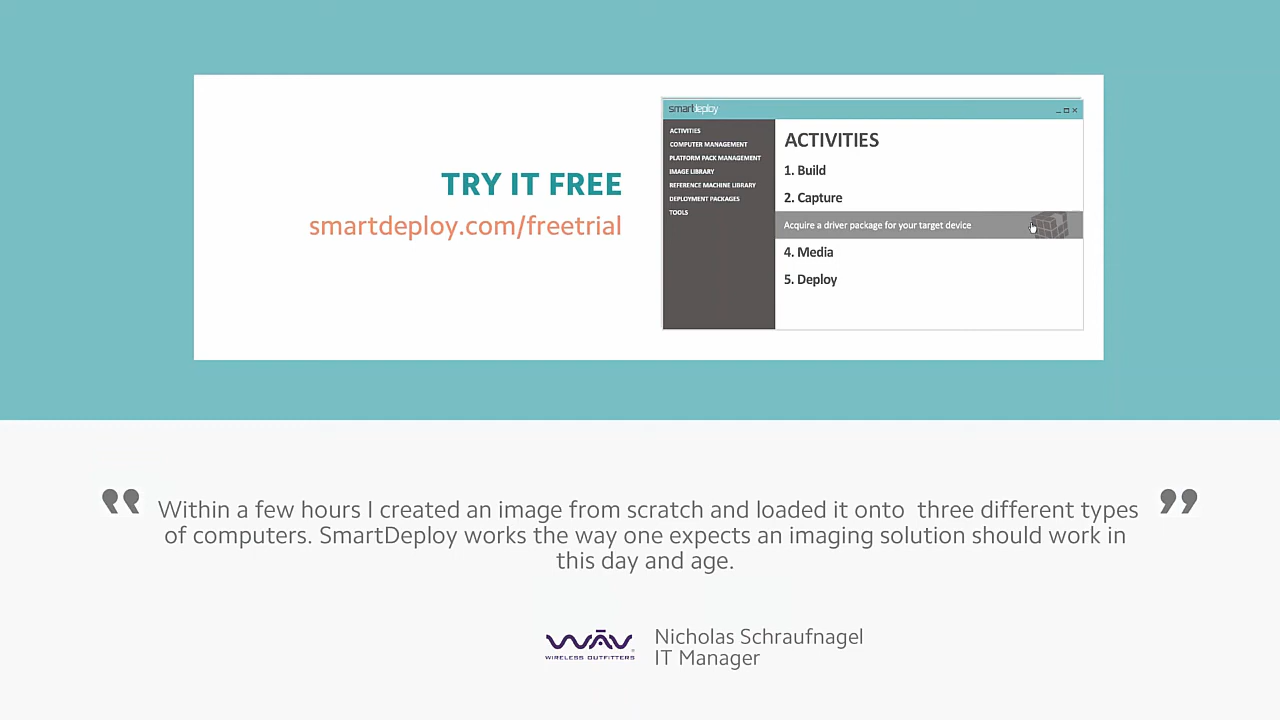 TRY IT FREE
smartdeploy.com/freetrial
smartdeploy
ACTIVITIES
COMPUTER MANAGEMENT
PLATFORM PACK MANAGEMENT
IMAGE LIBRARY
REFERENCE MACHINE LIBRARY
DEPLOYMENT PACKAGES
TOOLS
ACTIVITIES
1. Build
2. Capture
Acquire a driver package for your target device
4. Media
5. Deploy
" Within a few hours I created an image from scratch and loaded it onto  three different types "
of computers. SmartDeploy works the way one expects an imaging solution should work in
this day and age.
WĀV
WIRELESS OUTFITTERS
Nicholas Schraufnagel
IT Manager